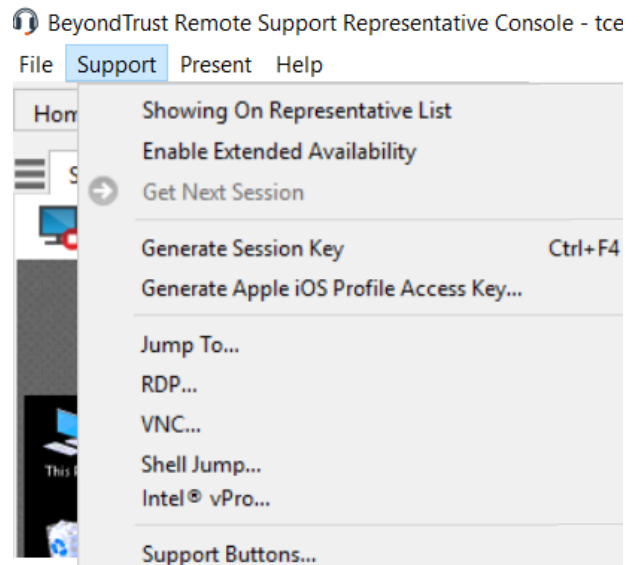 BeyondTrust Remote Support Representative Console - tce
File Support Present Help
Hom
Showing On Representative List
Enable Extended Availability
S
Get Next Session
Generate Session Key Ctrl+F4
Generate Apple iOS Profile Access Key...
Jump To...
RDP...
VNC...
Shell Jump...
This P
Intel® vPro...
Support Buttons...